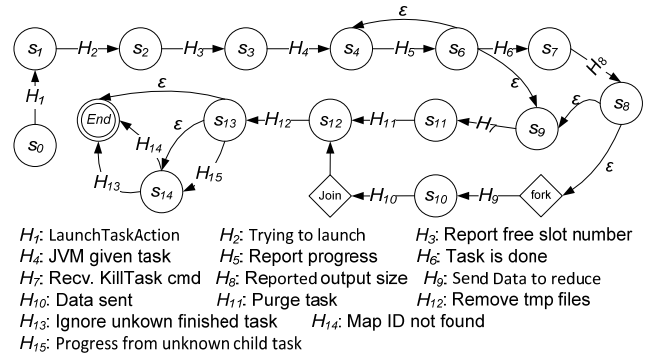 ε
S1 H2 S2 H3 S3 H4 S4 H5 S6 H6 S7
H8
H1 ε ε S8
End ε S13 H12 S12 H11 S11 H7 S9
S0 H14 ε
H13 S14 H15 Join H10 S10 H9 fork
H1: LaunchTaskAction H2: Trying to launch H3: Report free slot number
H4: JVM given task H5: Report progress H6: Task is done
H7: Recv. KillTask cmd H8: Reported output size H9: Send Data to reduce
H10: Data sent H11: Purge task H12: Remove tmp files
H13: Ignore unkown finished task H14: Map ID not found
H15: Progress from unknown child task